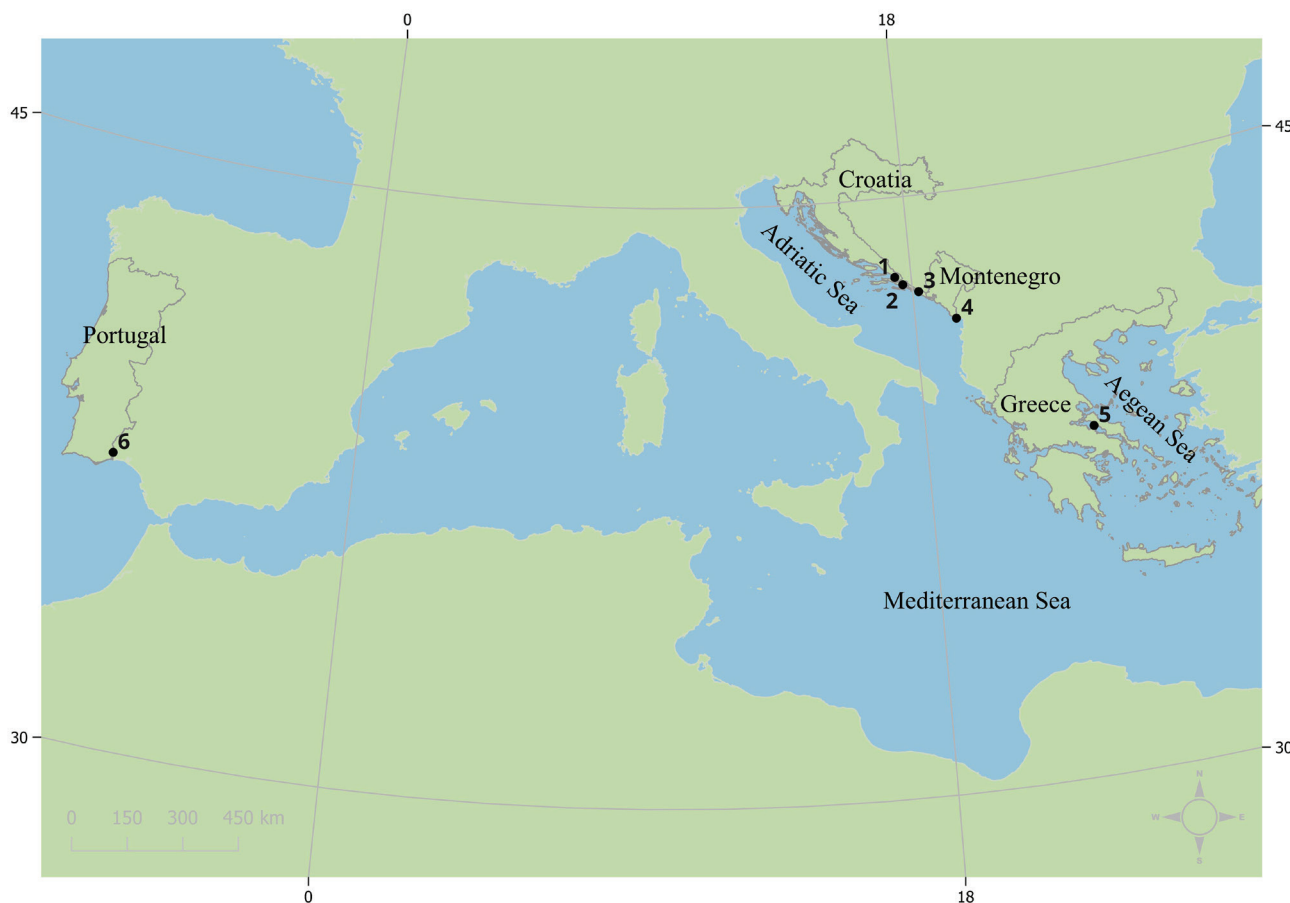 0
18
45
45
Croatia
Adriatic Sea
1
2
3
Montenegro
4
Portugal
Greece
Aegean Sea
5
6
Mediterranean Sea
30
30
0 150 300 450 km
N
W
E
S
0
18